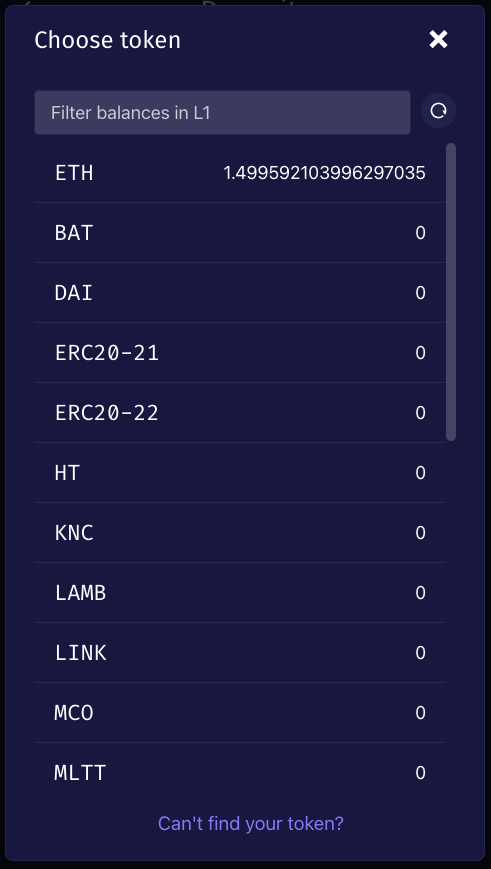 Choose token
Filter balances in L1
ETH 1.499592103996297035
BAT 0
DAI 0
ERC20-21 0
ERC20-22 0
HT 0
KNC 0
LAMB 0
LINK 0
MCO 0
MLTT 0
Can't find your token?